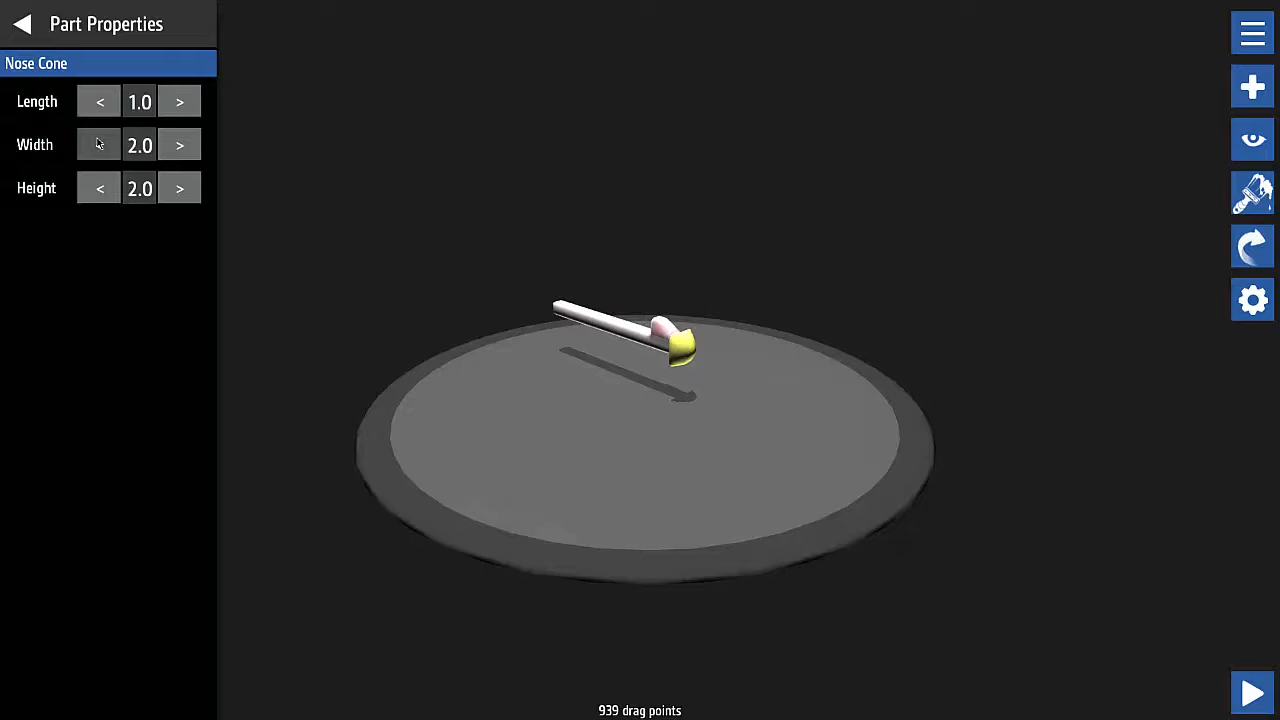 Part Properties
Nose Cone
Length < 1.0 >
Width 2.0 >
Height < 2.0 >
939 drag points